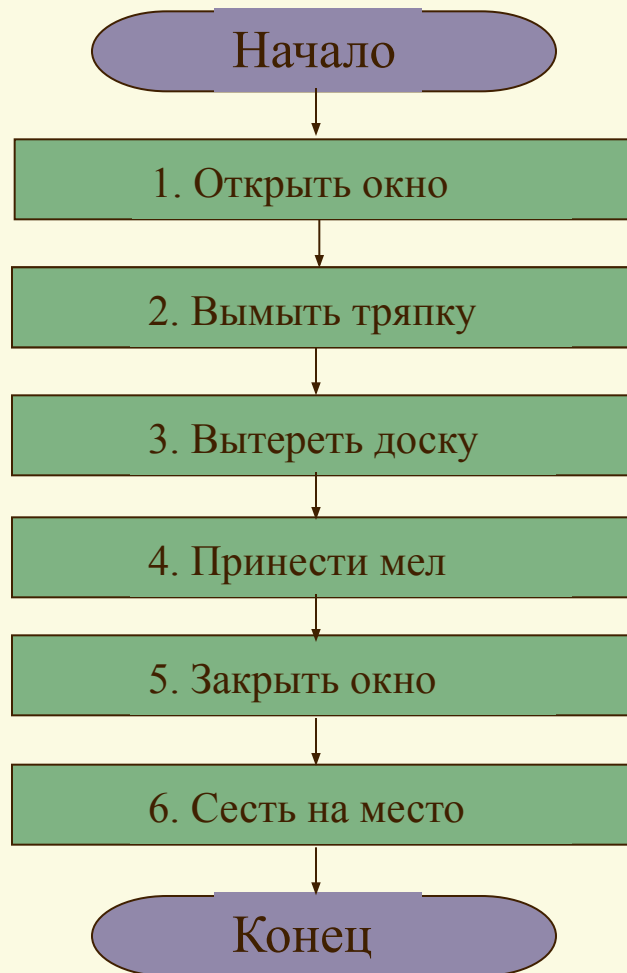 Начало
1. Открыть окно
2. Вымыть тряпку
3. Вытереть доску
4. Принести мел
5. Закрыть окно
6. Сесть на место
Конец